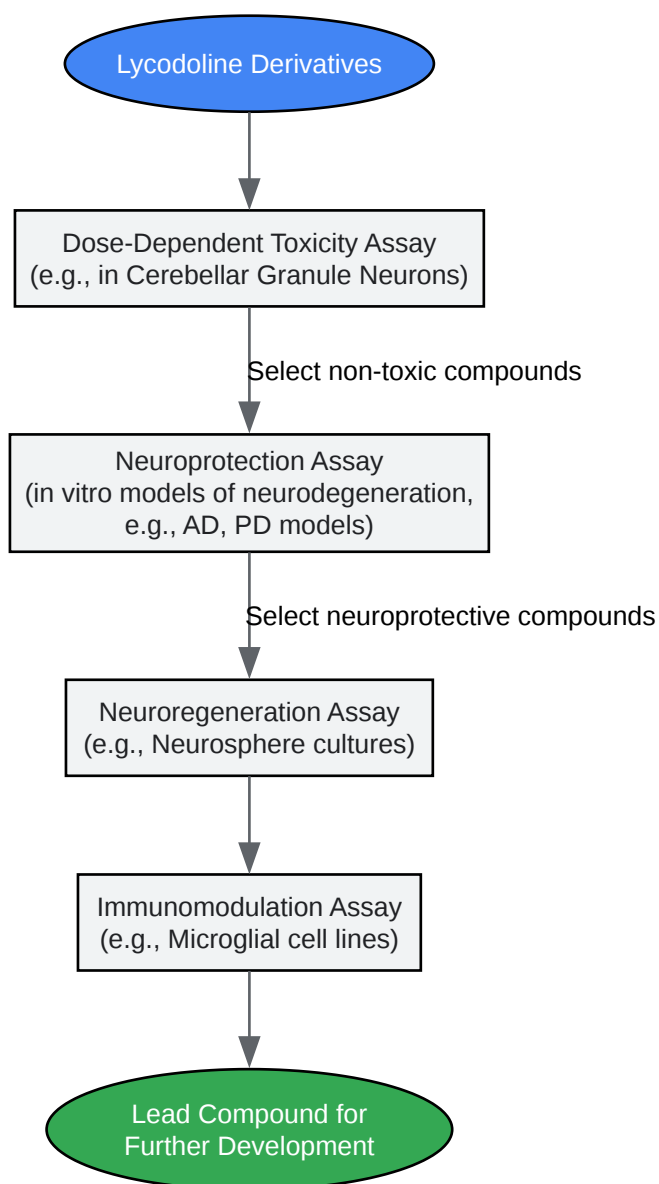 Lycodoline Derivatives
Dose-Dependent Toxicity Assay
(e.g., in Cerebellar Granule Neurons)
Select non-toxic compounds
Neuroprotection Assay
(in vitro models of neurodegeneration,
e.g., AD, PD models)
Select neuroprotective compounds
Neuroregeneration Assay
(e.g., Neurosphere cultures)
Immunomodulation Assay
(e.g., Microglial cell lines)
Lead Compound for
Further Development